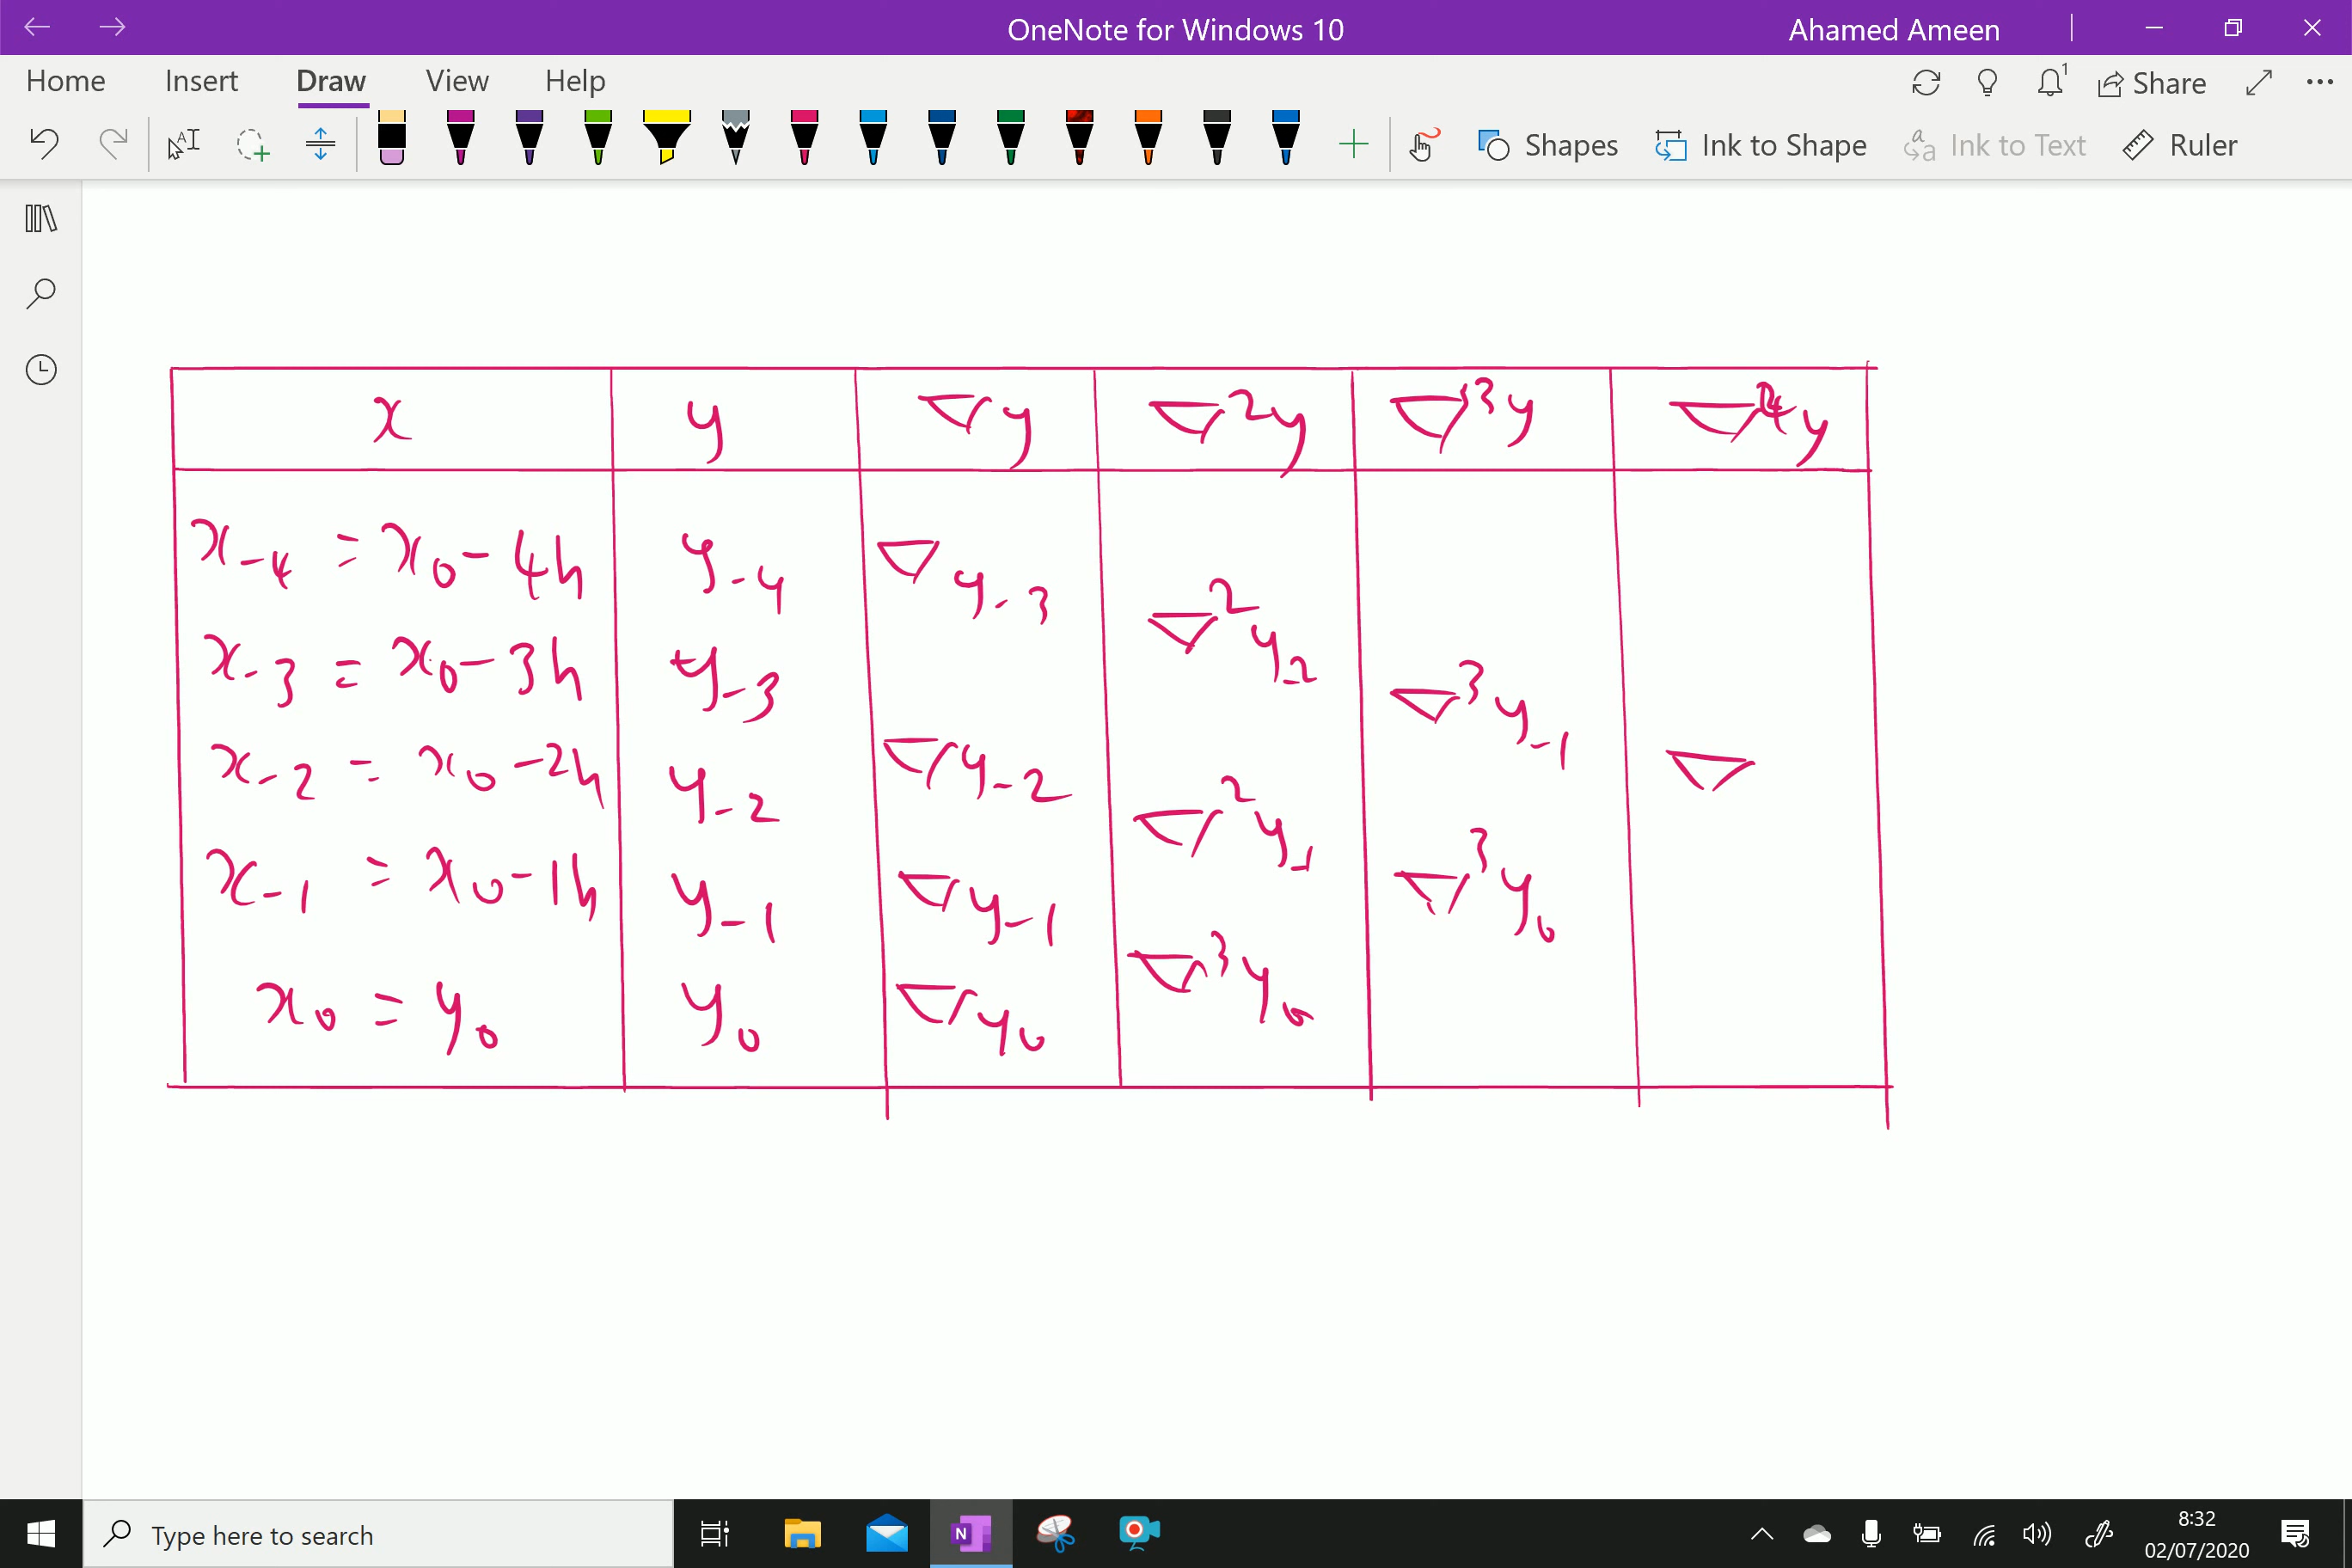 OneNote for Windows 10 Ahamed Ameen
Home Insert Draw View Help 1 Share
Shapes Ink to Shape Ink to Text Ruler
x y ∇y ∇²y ∇³y ∇⁴y
x₋₄ = x₀ - 4h y₋₄ ∇y₋₃
∇²y₋₂
x₋₃ = x₀ - 3h y₋₃
∇³y₋₁
x₋₂ = x₀ - 2h y₋₂ ∇y₋₂ ∇
∇²y₋₁
x₋₁ = x₀ - 1h y₋₁ ∇y₋₁ ∇³y₀
∇³y₀
x₀ = y₀ y₀ ∇y₀
Type here to search
8:32
02/07/2020